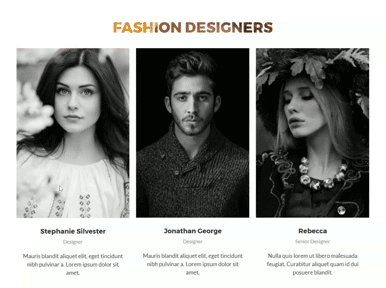 FASHION DESIGNERS
Stephanie Silvester
Designer
Mauris blandit aliquet elit, eget tincidunt
nibh pulvinar a. Lorem ipsum dolor sit
amet.
Jonathan George
Designer
Mauris blandit aliquet elit, eget tincidunt
nibh pulvinar a. Lorem ipsum dolor sit
amet.
Rebecca
Senior Designer
Nulla quis lorem ut libero malesuada
feugiat. Curabitur aliquet quam id dui
posuere blandit.